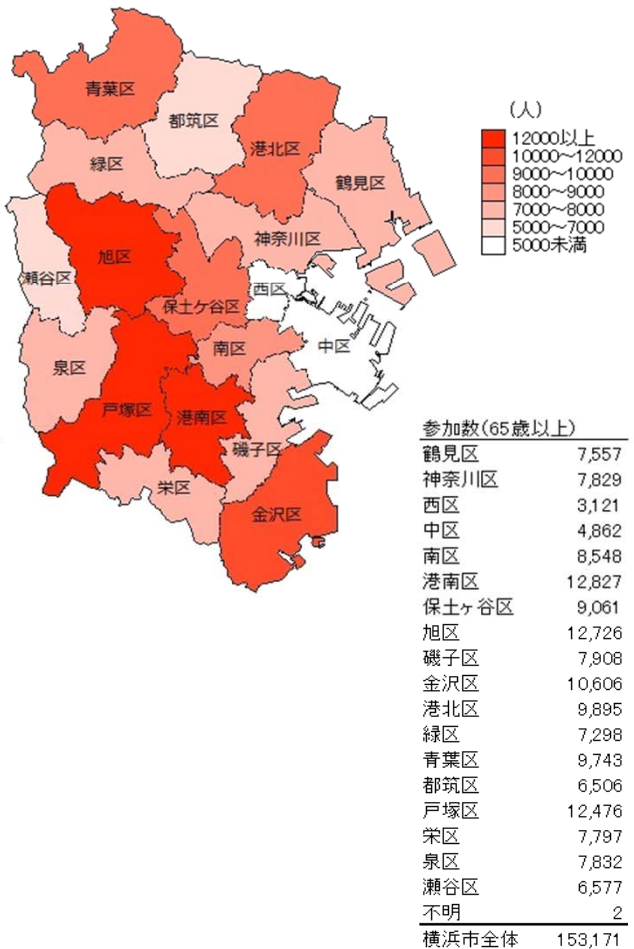 青葉区
都筑区
港北区
緑区
鶴見区
神奈川区
旭区
瀬谷区
西区
保土ケ谷区
中区
南区
泉区
戸塚区
港南区
磯子区
栄区
金沢区
(人)
12000以上
10000～12000
9000～10000
8000～9000
7000～8000
5000～7000
5000未満
参加数(65歳以上)
鶴見区 7,557
神奈川区 7,829
西区 3,121
中区 4,862
南区 8,548
港南区 12,827
保土ヶ谷区 9,061
旭区 12,726
磯子区 7,908
金沢区 10,606
港北区 9,895
緑区 7,298
青葉区 9,743
都筑区 6,506
戸塚区 12,476
栄区 7,797
泉区 7,832
瀬谷区 6,577
不明 2
横浜市全体 153,171